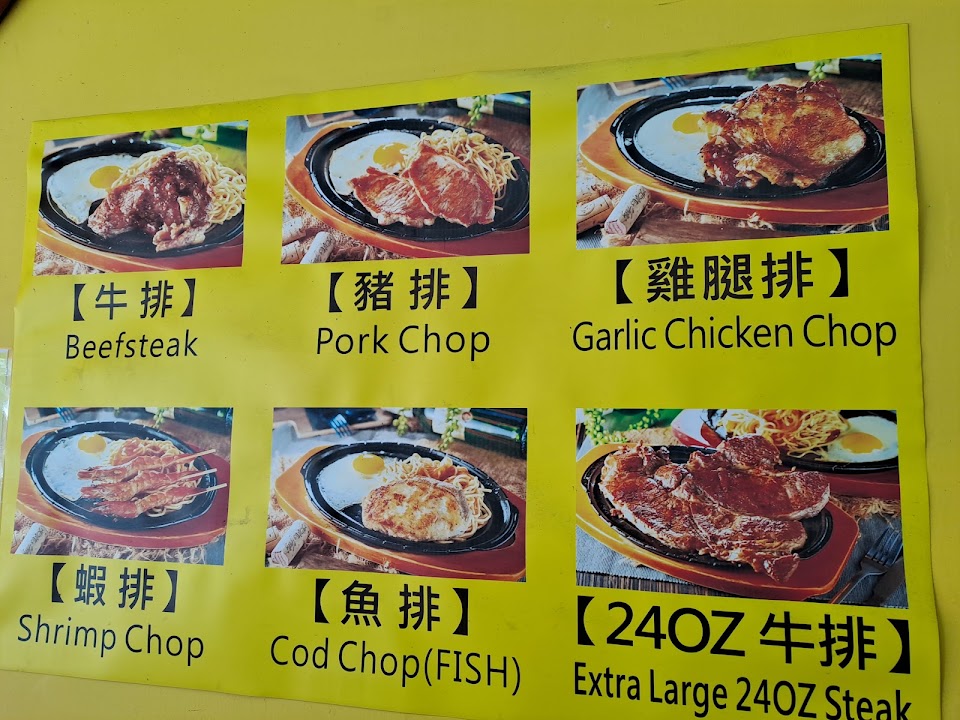 【牛排】
Beefsteak
【豬排】
Pork Chop
【雞腿排】
Garlic Chicken Chop
【蝦排】
Shrimp Chop
【魚排】
Cod Chop(FISH)
【24OZ 牛排】
Extra Large 24OZ Steak